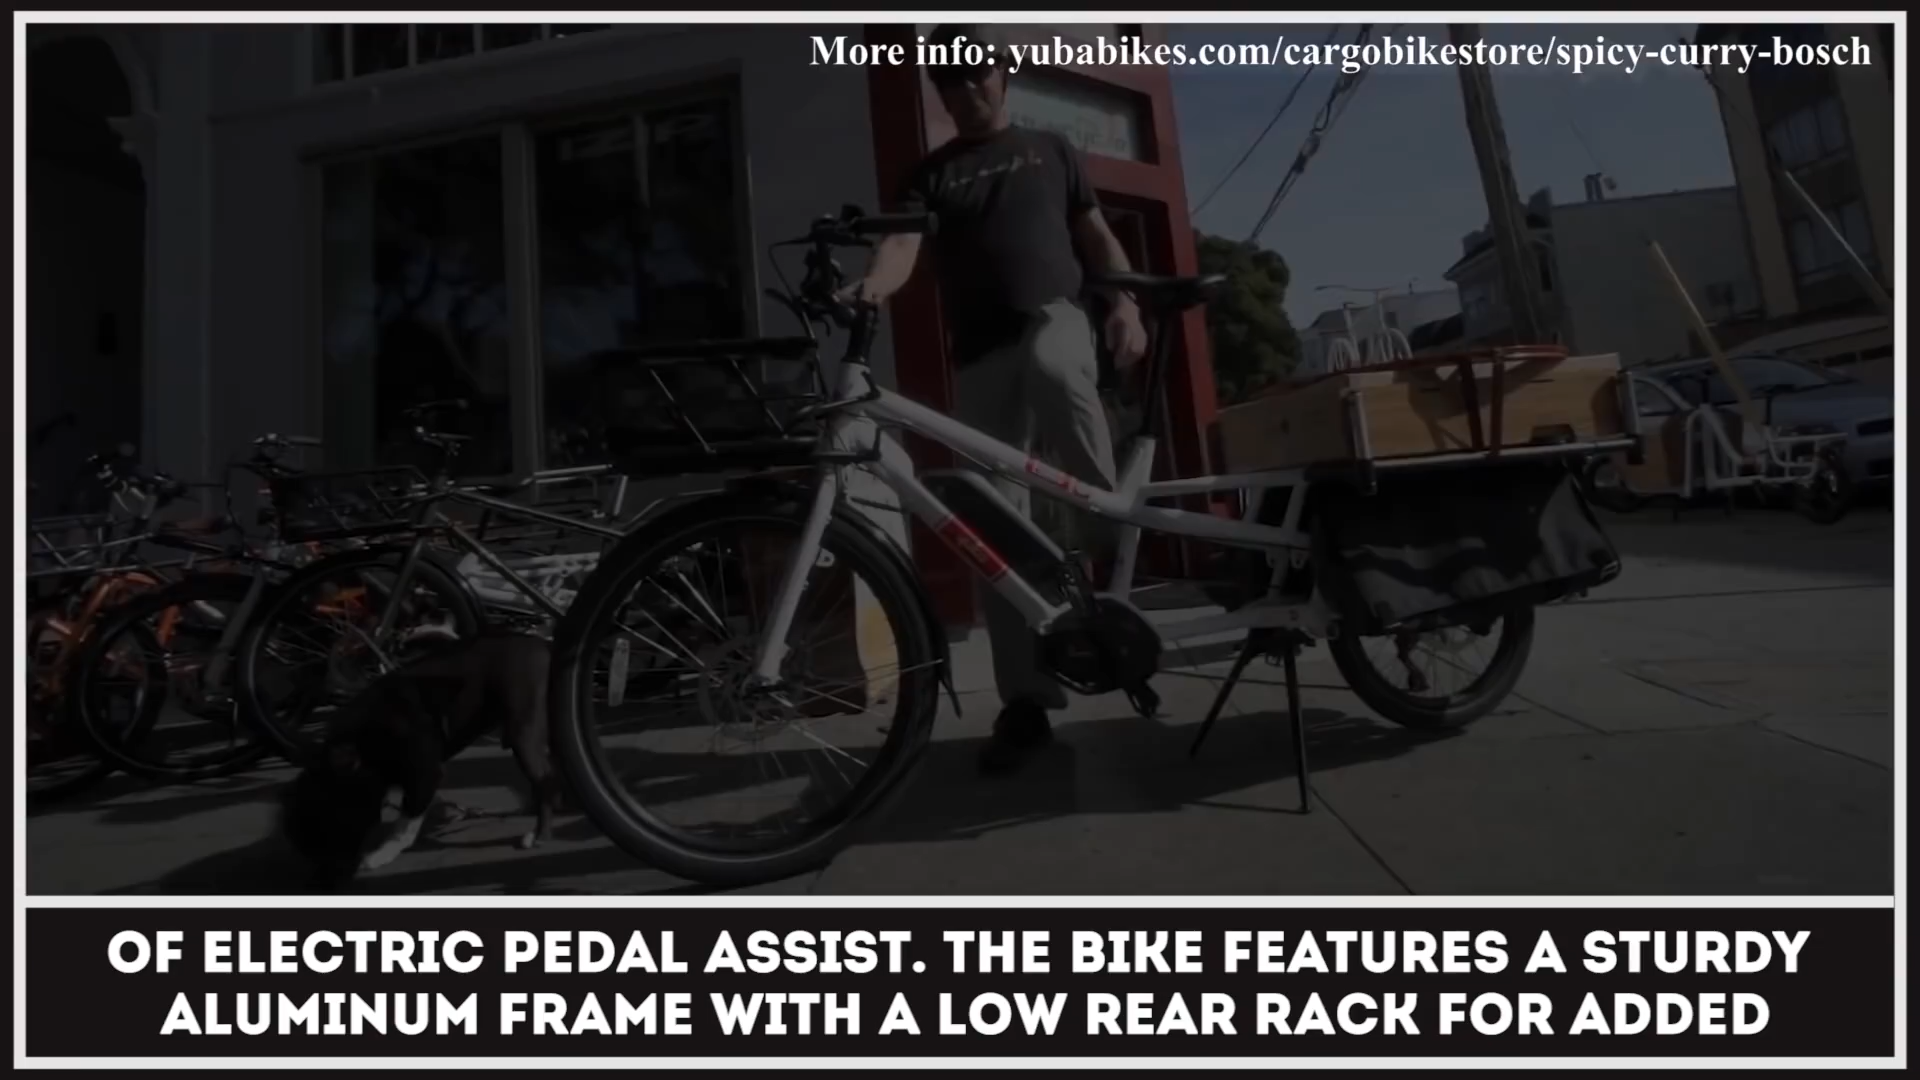 More info: yubabikes.com/cargobikestore/spicy-curry-bosch
OF ELECTRIC PEDAL ASSIST. THE BIKE FEATURES A STURDY
ALUMINUM FRAME WITH A LOW REAR RACK FOR ADDED